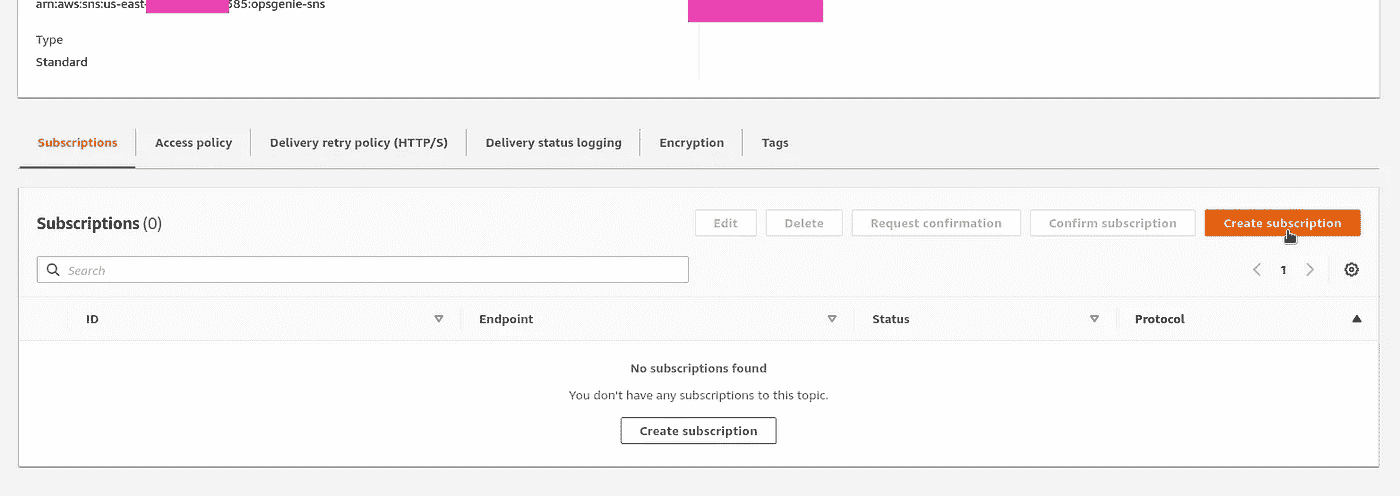 arn:aws:sns:us-east- 385:opsgenie-sns
Type
Standard
Subscriptions Access policy Delivery retry policy (HTTP/S) Delivery status logging Encryption Tags
Subscriptions (0) Edit Delete Request confirmation Confirm subscription Create subscription
Search 1
ID Endpoint Status Protocol
No subscriptions found
You don't have any subscriptions to this topic.
Create subscription